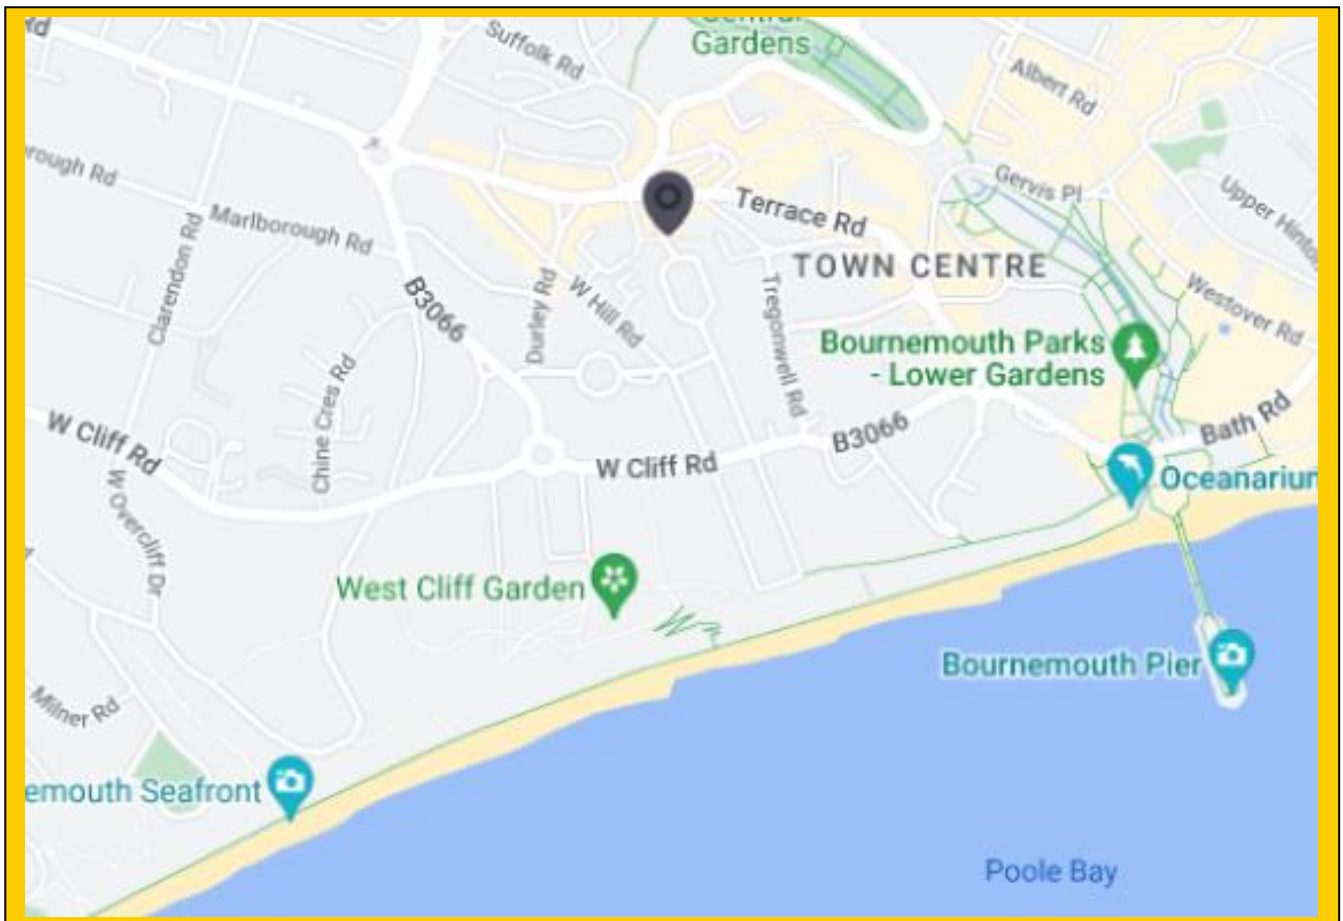 Rd
Suffolk Rd
Central
Gardens
Albert Rd
rough Rd
Marlborough Rd
Clarendon Rd
Terrace Rd
Gervis Pl
Upper Hinton
TOWN CENTRE
B3066
Durley Rd
W Hill Rd
Tregonwell Rd
Westover Rd
Bournemouth Parks
- Lower Gardens
Chine Cres Rd
W Cliff Rd
W Cliff Rd
B3066
Bath Rd
W Overcliff Dr
Oceanarium
West Cliff Garden
Bournemouth Pier
Milner Rd
emouth Seafront
Poole Bay